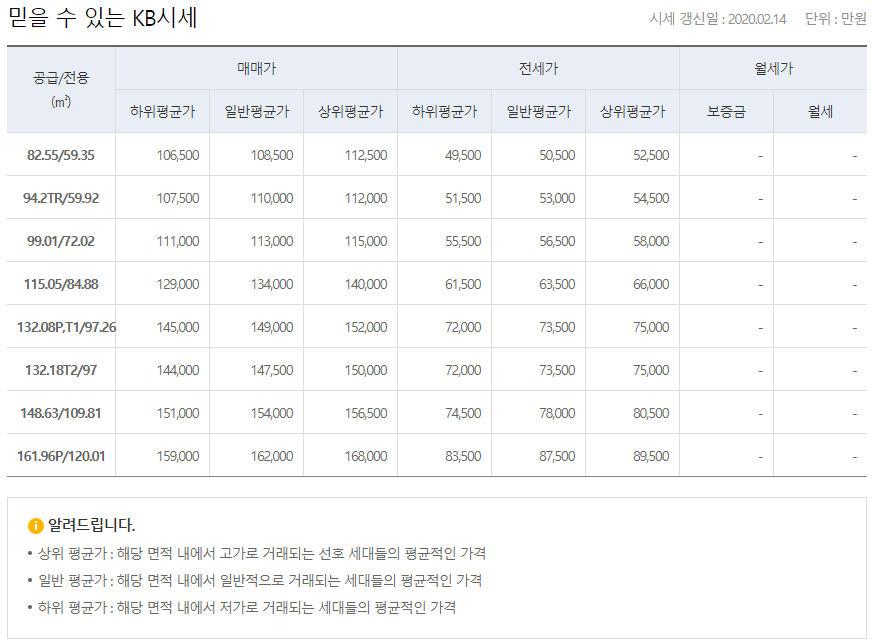 믿을 수 있는 KB시세
시세 갱신일 : 2020.02.14 단위 : 만원
공급/전용 (㎡) 매매가 전세가 월세가
하위평균가 일반평균가 상위평균가 하위평균가 일반평균가 상위평균가 보증금 월세
82.55/59.35 106,500 108,500 112,500 49,500 50,500 52,500 - -
94.2TR/59.92 107,500 110,000 112,000 51,500 53,000 54,500 - -
99.01/72.02 111,000 113,000 115,000 55,500 56,500 58,000 - -
115.05/84.88 129,000 134,000 140,000 61,500 63,500 66,000 - -
132.08P,T1/97.26 145,000 149,000 152,000 72,000 73,500 75,000 - -
132.18T2/97 144,000 147,500 150,000 72,000 73,500 75,000 - -
148.63/109.81 151,000 154,000 156,500 74,500 78,000 80,500 - -
161.96P/120.01 159,000 162,000 168,000 83,500 87,500 89,500 - -
알려드립니다.
• 상위 평균가 : 해당 면적 내에서 고가로 거래되는 선호 세대들의 평균적인 가격
• 일반 평균가 : 해당 면적 내에서 일반적으로 거래되는 세대들의 평균적인 가격
• 하위 평균가 : 해당 면적 내에서 저가로 거래되는 세대들의 평균적인 가격